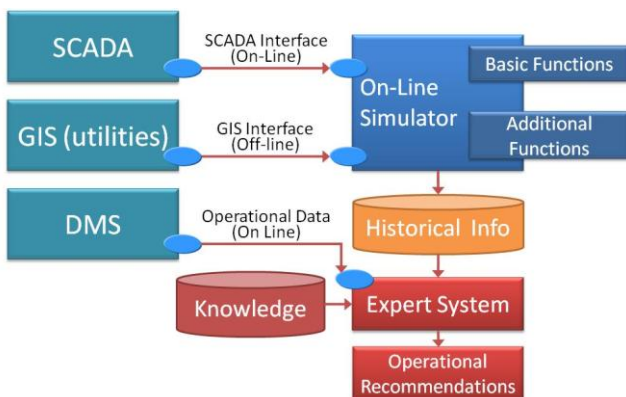 SCADA
SCADA Interface
(On-Line)
On-Line
Simulator
Basic Functions
Additional
Functions
GIS (utilities)
GIS Interface
(Off-line)
DMS
Operational Data
(On Line)
Historical Info
Knowledge
Expert System
Operational
Recommendations